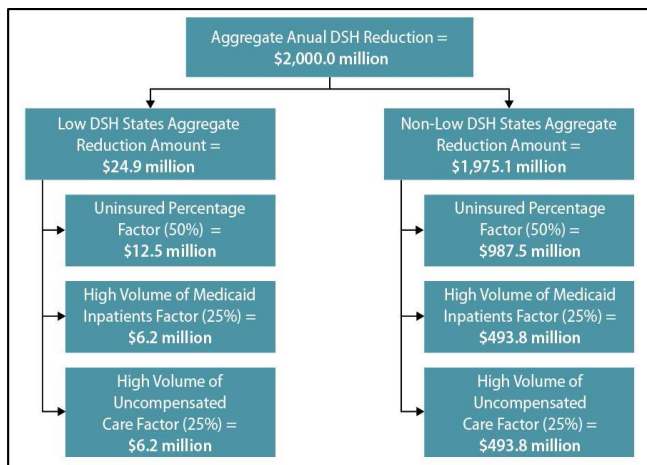 Aggregate Anual DSH Reduction =
$2,000.0 million
Low DSH States Aggregate
Reduction Amount =
$24.9 million
Non-Low DSH States Aggregate
Reduction Amount =
$1,975.1 million
Uninsured Percentage
Factor (50%) =
$12.5 million
Uninsured Percentage
Factor (50%) =
$987.5 million
High Volume of Medicaid
Inpatients Factor (25%) =
$6.2 million
High Volume of Medicaid
Inpatients Factor (25%) =
$493.8 million
High Volume of
Uncompensated
Care Factor (25%) =
$6.2 million
High Volume of
Uncompensated
Care Factor (25%) =
$493.8 million